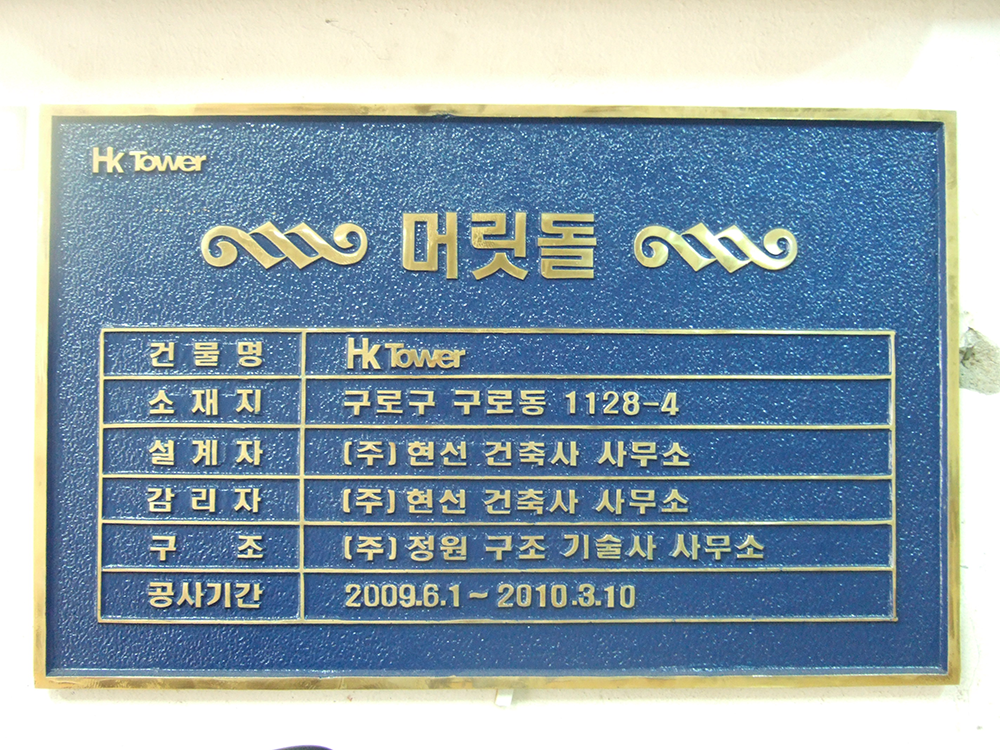 Hk Tower
머릿돌
건물명 Hk Tower
소재지 구로구 구로동 1128-4
설계자 (주)현선 건축사 사무소
감리자 (주)현선 건축사 사무소
구조 (주)정원 구조 기술사 사무소
공사기간 2009.6.1 ~ 2010.3.10